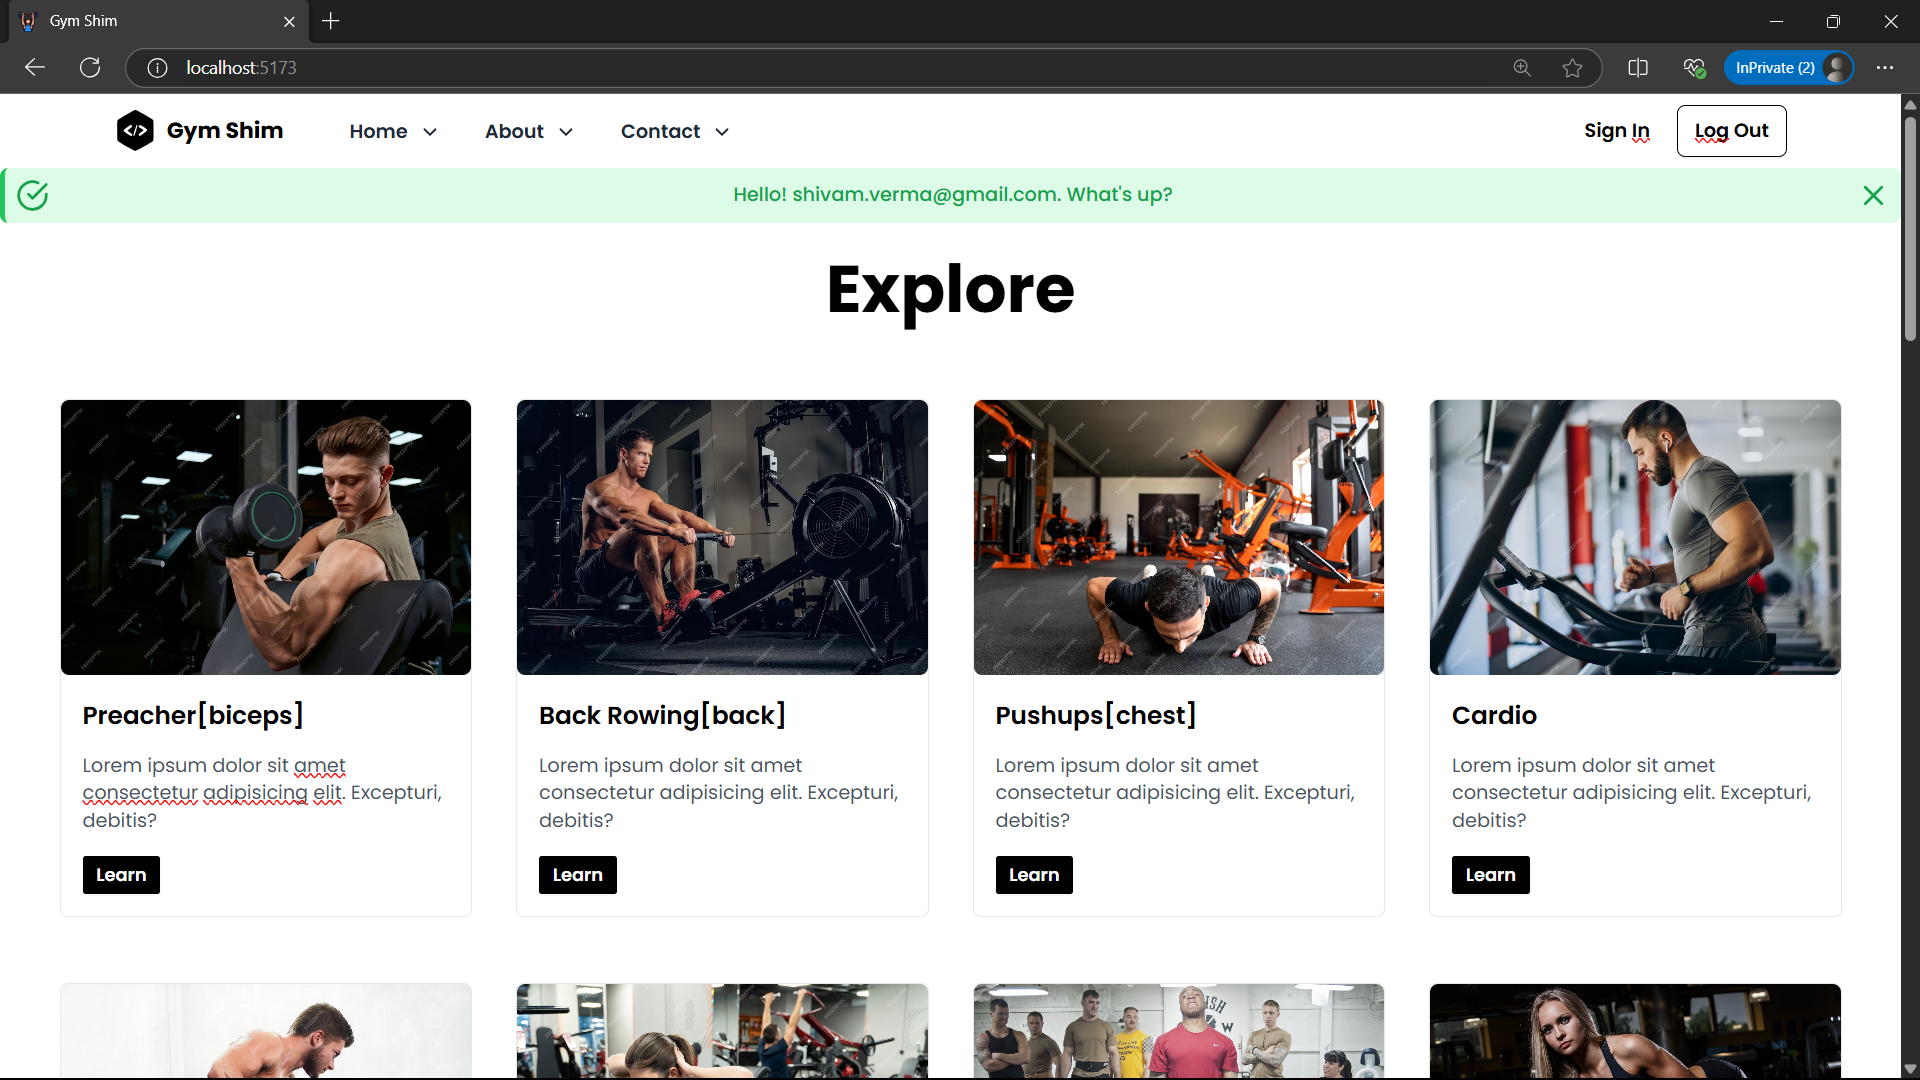 Gym Shim
localhost:5173
InPrivate (2)
Gym Shim
Home
About
Contact
Sign In
Log Out
Hello! shivam.verma@gmail.com. What's up?
Explore
Preacher[biceps]
Lorem ipsum dolor sit amet
consectetur adipisicing elit. Excepturi,
debitis?
Learn
Back Rowing[back]
Lorem ipsum dolor sit amet
consectetur adipisicing elit. Excepturi,
debitis?
Learn
Pushups[chest]
Lorem ipsum dolor sit amet
consectetur adipisicing elit. Excepturi,
debitis?
Learn
Cardio
Lorem ipsum dolor sit amet
consectetur adipisicing elit. Excepturi,
debitis?
Learn